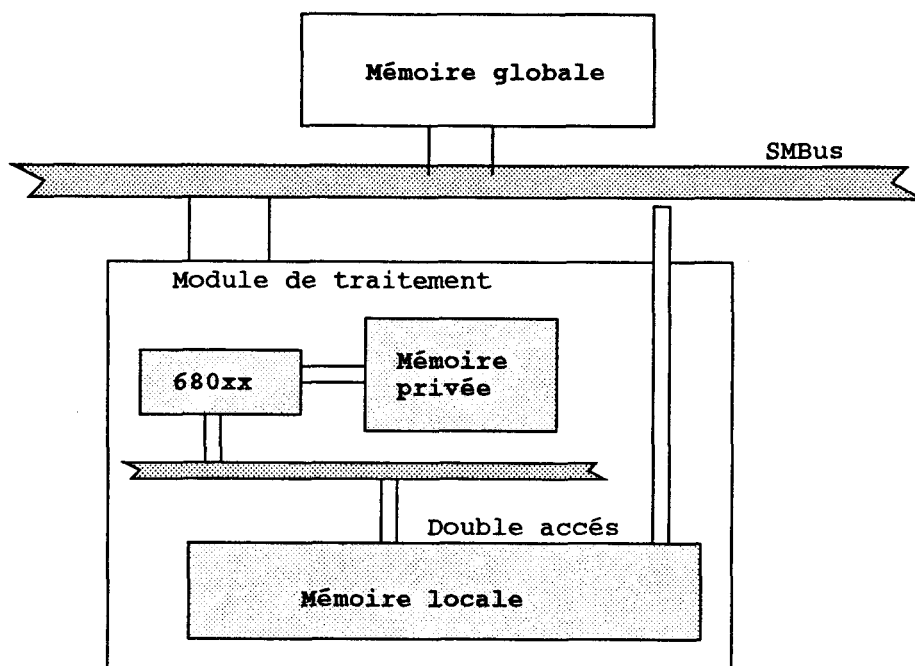 Mémoire globale
SMBus
Module de traitement
680xx
Mémoire
privée
Double accés
Mémoire locale